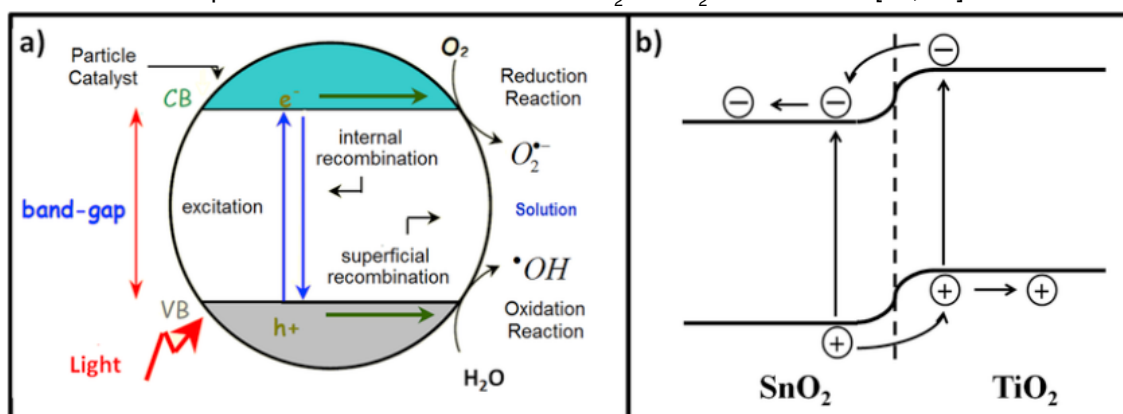 a)
Particle
Catalyst
CB
band-gap
VB
Light
e-
excitation
internal
recombination
superficial
recombination
h+
O2
Reduction
Reaction
O2•−
Solution
•OH
Oxidation
Reaction
H2O
b)
−
−
−
+
+
+
SnO2
TiO2